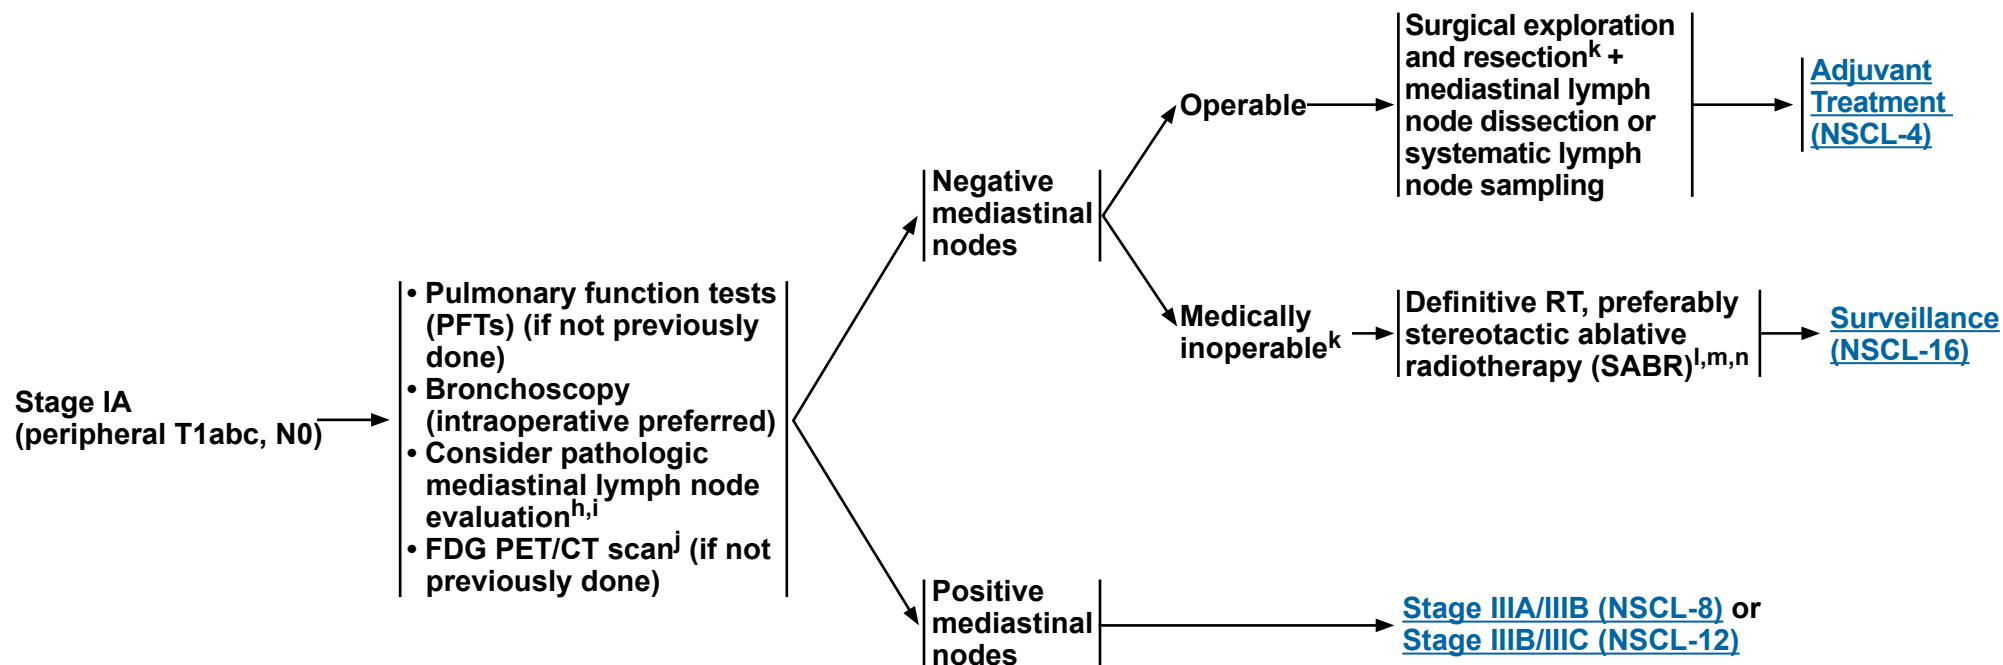 Stage IA
(peripheral T1abc, N0)
• Pulmonary function tests
(PFTs) (if not previously
done)
• Bronchoscopy
(intraoperative preferred)
• Consider pathologic
mediastinal lymph node
evaluationh,i
• FDG PET/CT scanj (if not
previously done)
Negative
mediastinal
nodes
Operable
Surgical exploration
and resectionk +
mediastinal lymph
node dissection or
systematic lymph
node sampling
Adjuvant
Treatment
(NSCL-4)
Medically
inoperablek
Definitive RT, preferably
stereotactic ablative
radiotherapy (SABR)l,m,n
Surveillance
(NSCL-16)
Positive
mediastinal
nodes
Stage IIIA/IIIB (NSCL-8) or
Stage IIIB/IIIC (NSCL-12)